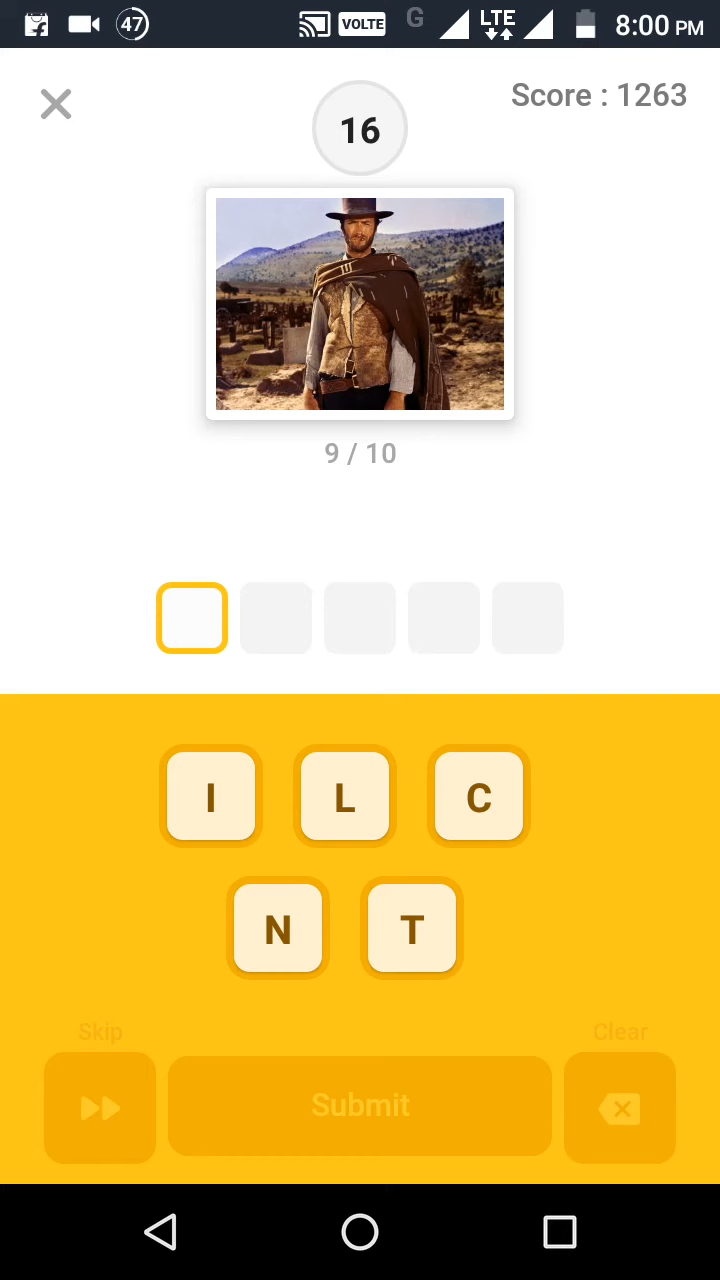 47 VOLTE G LTE 8:00 PM
Score : 1263
16
9 / 10
I L C
N T
Skip Clear
Submit